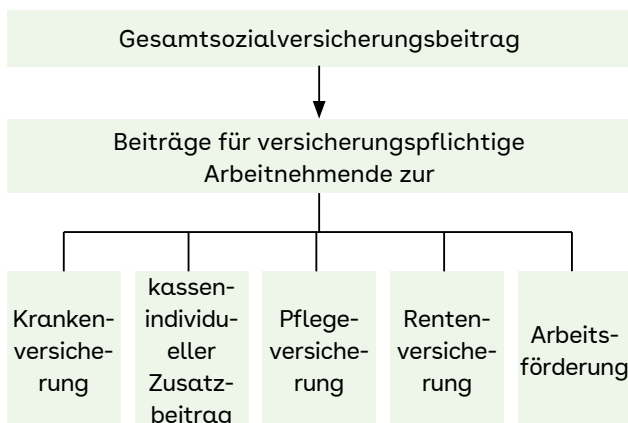 Gesamtsozialversicherungsbeitrag
Beiträge für versicherungspflichtige
Arbeitnehmende zur
Kranken-
versiche-
rung
kassen-
individu-
eller
Zusatz-
beitrag
Pflege-
versiche-
rung
Renten-
versiche-
rung
Arbeits-
förderung